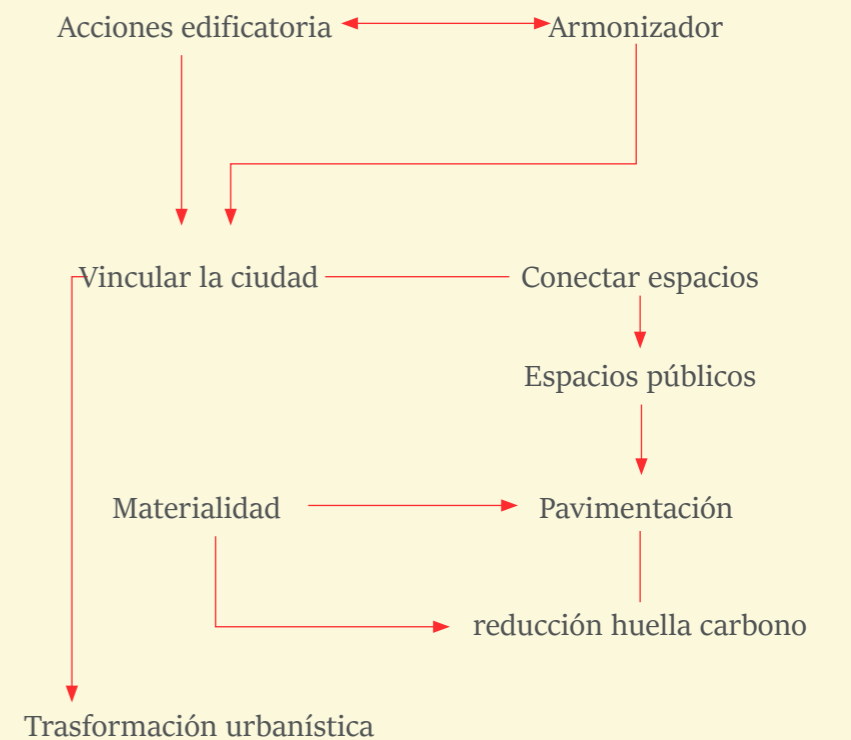 Acciones edificatoria
Armonizador
Vincular la ciudad
Conectar espacios
Espacios públicos
Materialidad
Pavimentación
reducción huella carbono
Trasformación urbanística